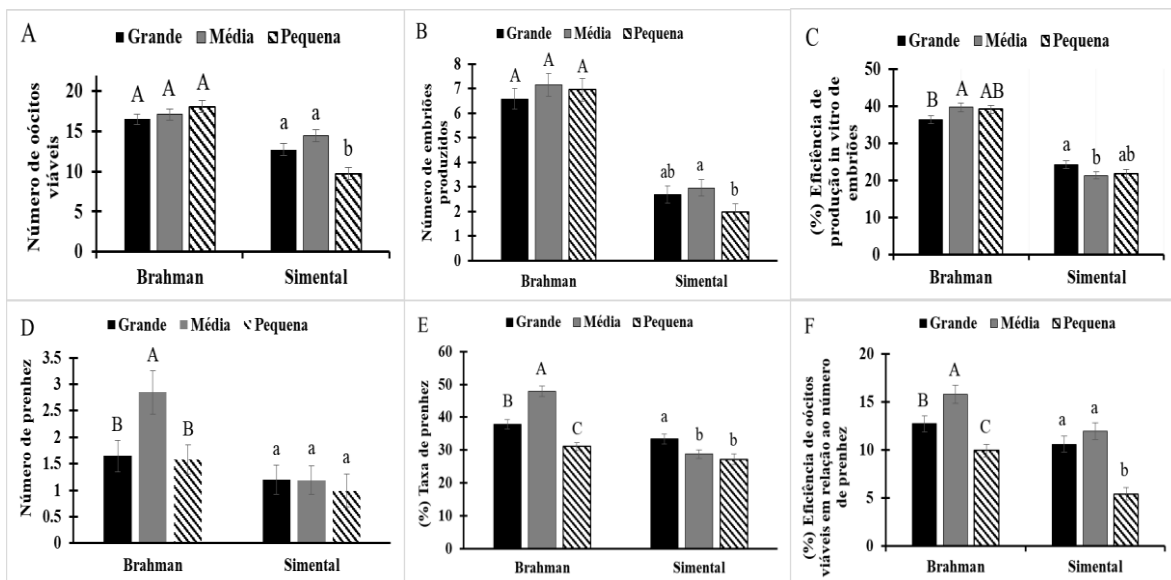 A
Grande Média Pequena
Número de oócitos
viáveis
20
15
10
5
0
A A A
a a b
Brahman Simental
B
Grande Média Pequena
Número de embriões
produzidos
8
7
6
5
4
3
2
1
0
A A A
ab a b
Brahman Simental
C
Grande Média Pequena
(%) Eficiência de
produção in vitro de
embriões
50
40
30
20
10
0
B A AB
a b ab
Brahman Simental
D
Grande Média Pequena
Número de prenhez
3.5
3
2.5
2
1.5
1
0.5
0
B A B
a a a
Brahman Simental
E
Grande Média Pequena
(%) Taxa de prenhez
60
50
40
30
20
10
0
B A C
a b b
Brahman Simental
F
Grande Média Pequena
(%) Eficiência de oócitos
viáveis em relação ao número
de prenhez
20
15
10
5
0
B A C
a a b
Brahman Simental